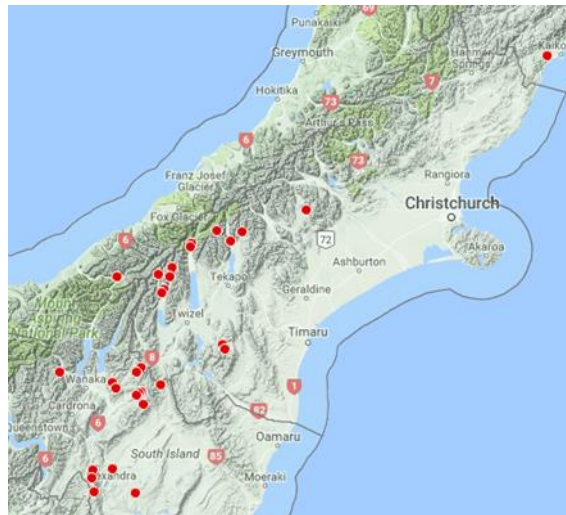 69
Punakaiki
Greymouth
Hanmer
Springs
Kaiko
7
Hokitika
73
Arthur's Pass
6
73
Franz Josef
Glacier
Rangiora
Christchurch
Fox Glacier
6
72
Akaroa
Ashburton
Tekapo
Geraldine
Mount
Aspiring
National Park
Twizel
Timaru
8
Wanaka
1
Cardrona
82
6
Queenstown
Oamaru
South Island
6
85
exandra
Moeraki